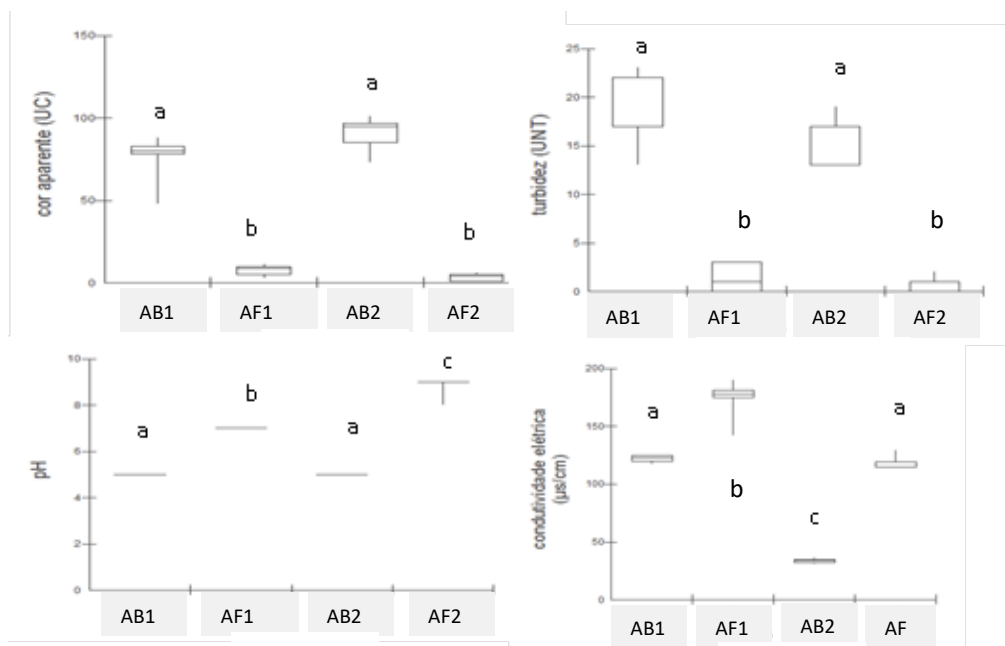 cor aparente (UC)
150
100
50
0
a
b
a
b
AB1 AF1 AB2 AF2
turbidez (UNT)
25
20
15
10
5
0
a
b
a
b
AB1 AF1 AB2 AF2
pH
10
8
6
4
2
0
a
b
a
c
AB1 AF1 AB2 AF2
condutividade elétrica
(µs/cm)
200
150
100
50
0
a
b
c
a
AB1 AF1 AB2 AF